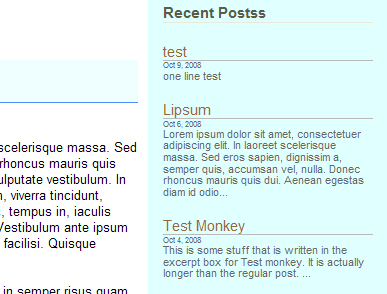 Recent Postss
test
Oct 9, 2008
one line test
Lipsum
Oct 6, 2008
Lorem ipsum dolor sit amet, consectetuer
adipiscing elit. In laoreet scelerisque
massa. Sed eros sapien, dignissim a,
semper quis, accumsan vel, nulla. Donec
rhoncus mauris quis dui. Aenean egestas
diam id odio...
Test Monkey
Oct 4, 2008
This is some stuff that is written in the
excerpt box for Test monkey. It is actually
longer than the regular post. ...
scelerisque massa. Sed
rhoncus mauris quis
ulputate vestibulum. In
, viverra tincidunt,
, tempus in, iaculis
Vestibulum ante ipsum
facilisi. Quisque
in semper risus quam